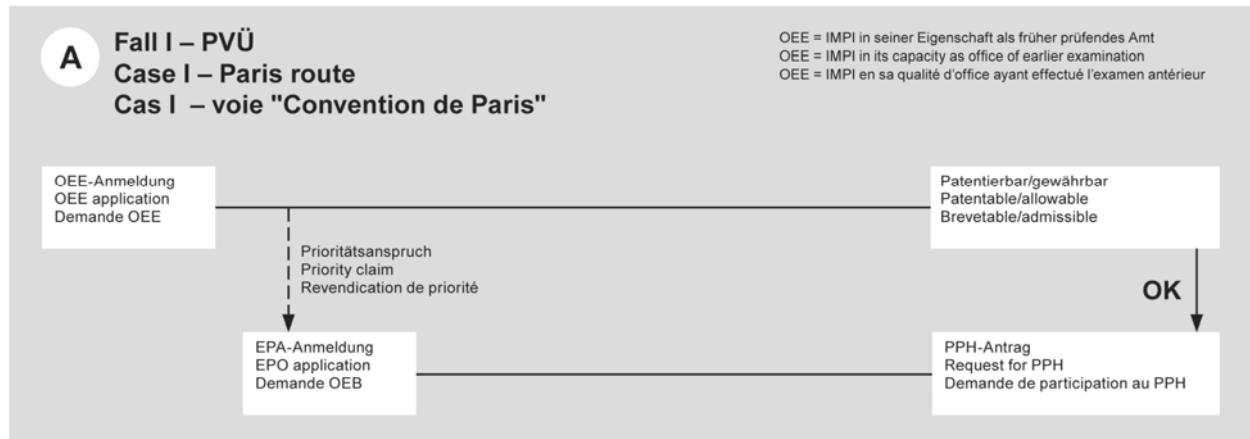 A
Fall I – PVÜ
Case I – Paris route
Cas I – voie "Convention de Paris"
OEE = IMPI in seiner Eigenschaft als früher prüfendes Amt
OEE = IMPI in its capacity as office of earlier examination
OEE = IMPI en sa qualité d'office ayant effectué l'examen antérieur
OEE-Anmeldung
OEE application
Demande OEE
Patentierbar/gewährbar
Patentable/allowable
Brevetable/admissible
Prioritätsanspruch
Priority claim
Revendication de priorité
OK
EPA-Anmeldung
EPO application
Demande OEB
PPH-Antrag
Request for PPH
Demande de participation au PPH